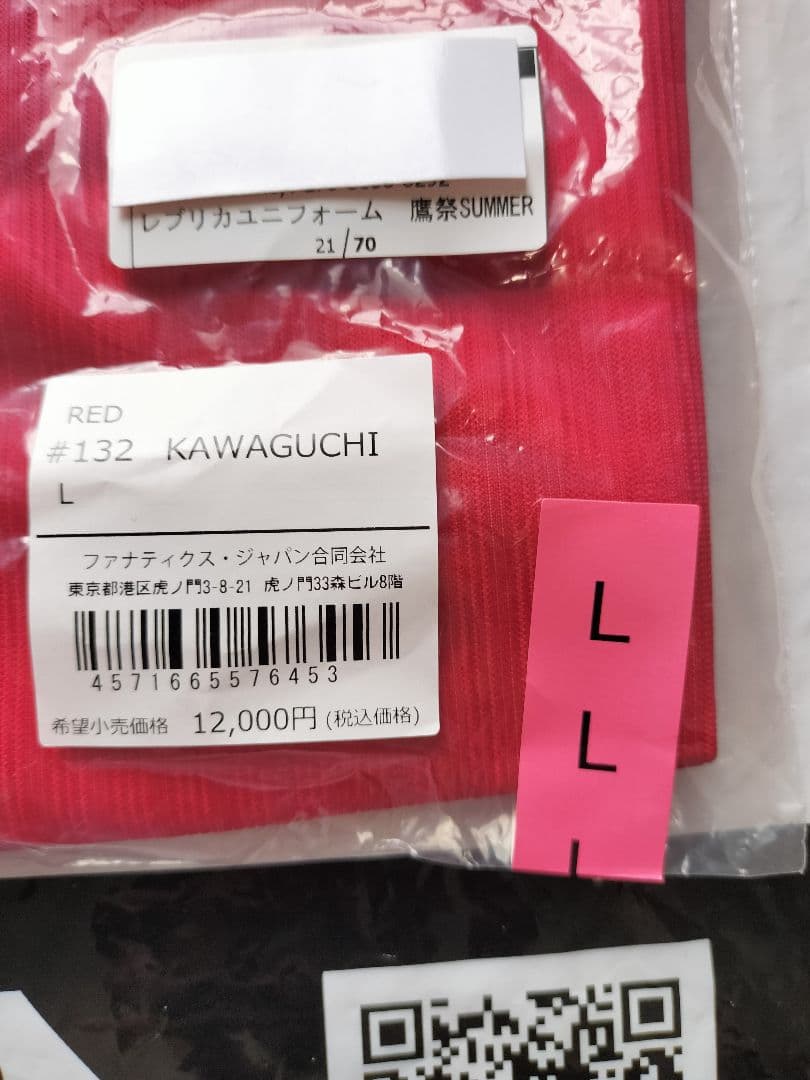 レプリカユニフォーム 鷹祭SUMMER
21/70
RED
#132 KAWAGUCHI
L
ファナティクス・ジャパン合同会社
東京都港区虎ノ門3-8-21 虎ノ門33森ビル8階
4571665576453
希望小売価格 12,000円 (税込価格)
L
L
L